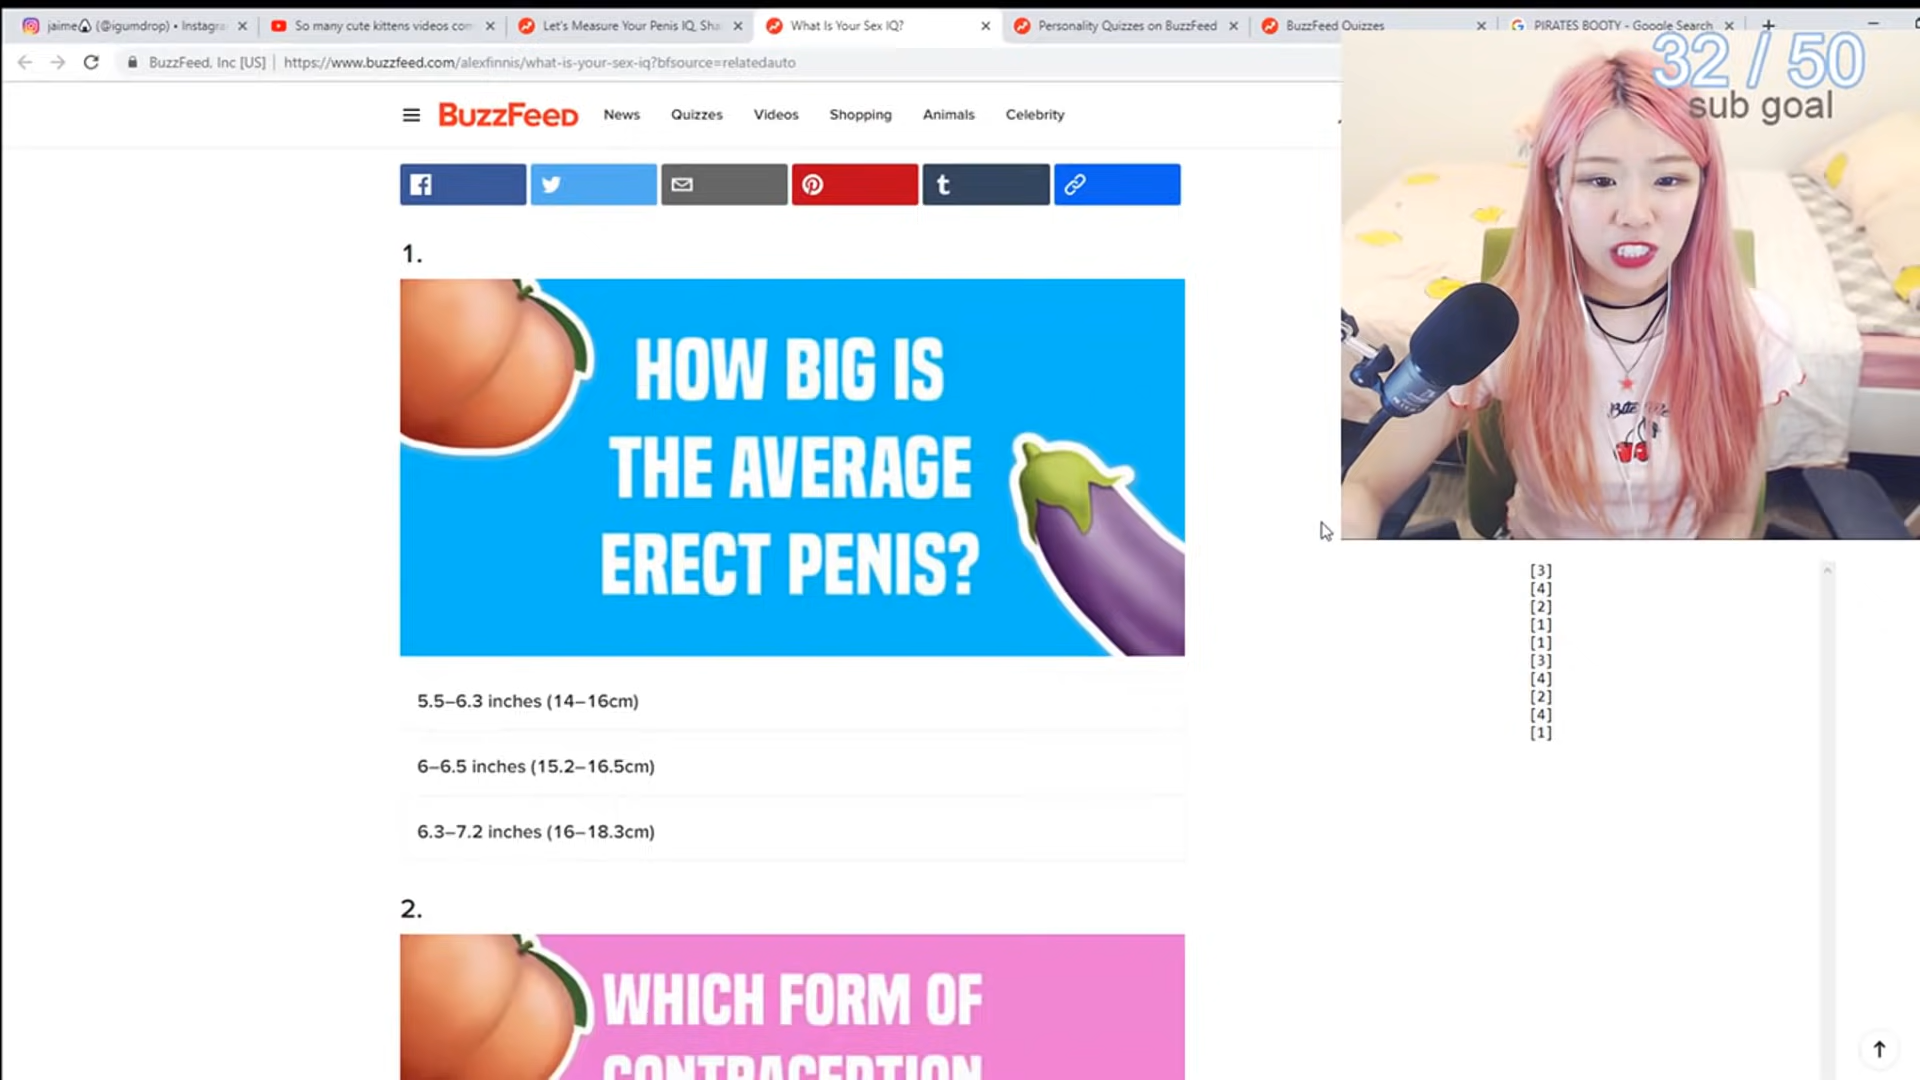 jaime (@igumdrop) • Instagra
So many cute kittens videos com
Let's Measure Your Penis IQ, Sha
What Is Your Sex IQ?
Personality Quizzes on BuzzFeed
BuzzFeed Quizzes
PIRATES BOOTY - Google Search
BuzzFeed, Inc [US]
https://www.buzzfeed.com/alexfinnis/what-is-your-sex-iq?bfsource=relatedauto
32 / 50
sub goal
BuzzFeed
News
Quizzes
Videos
Shopping
Animals
Celebrity
1.
HOW BIG IS
THE AVERAGE
ERECT PENIS?
5.5–6.3 inches (14–16cm)
6–6.5 inches (15.2–16.5cm)
6.3–7.2 inches (16–18.3cm)
2.
WHICH FORM OF
CONTRACEPTION
[3]
[4]
[2]
[1]
[1]
[3]
[4]
[2]
[4]
[1]